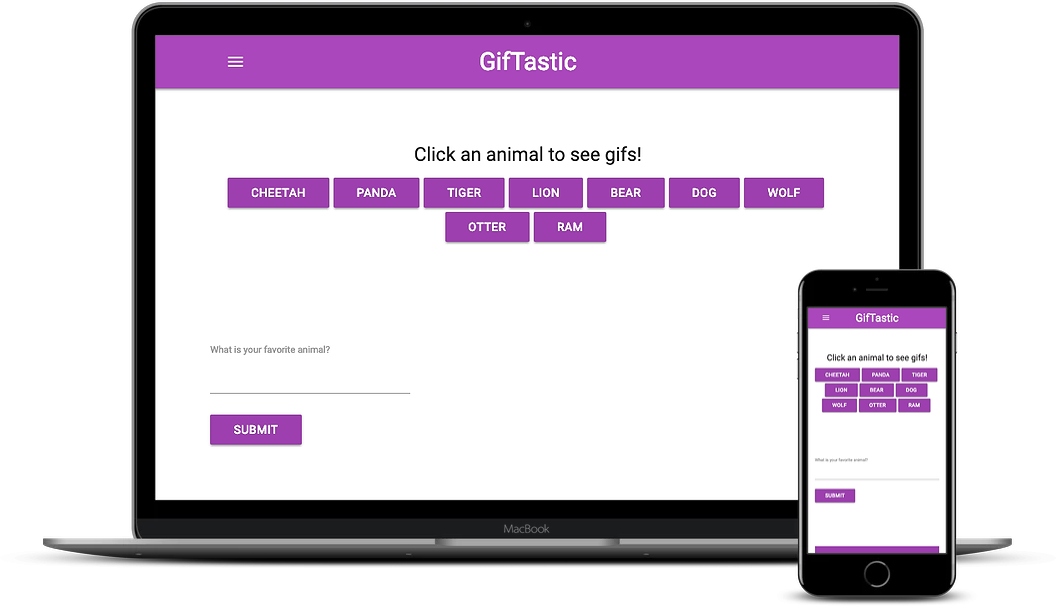 GifTastic
Click an animal to see gifs!
CHEETAH PANDA TIGER LION BEAR DOG WOLF
OTTER RAM
What is your favorite animal?
SUBMIT
MacBook
GifTastic
Click an animal to see gifs!
CHEETAH PANDA TIGER
LION BEAR DOG
WOLF OTTER RAM
What is your favorite animal?
SUBMIT